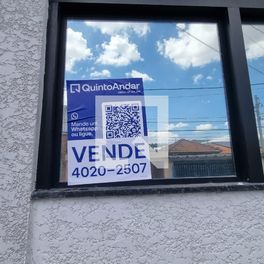 QuintoAndar
Mande um
Whatsapp
ou ligue.
VENDE
4020-2507